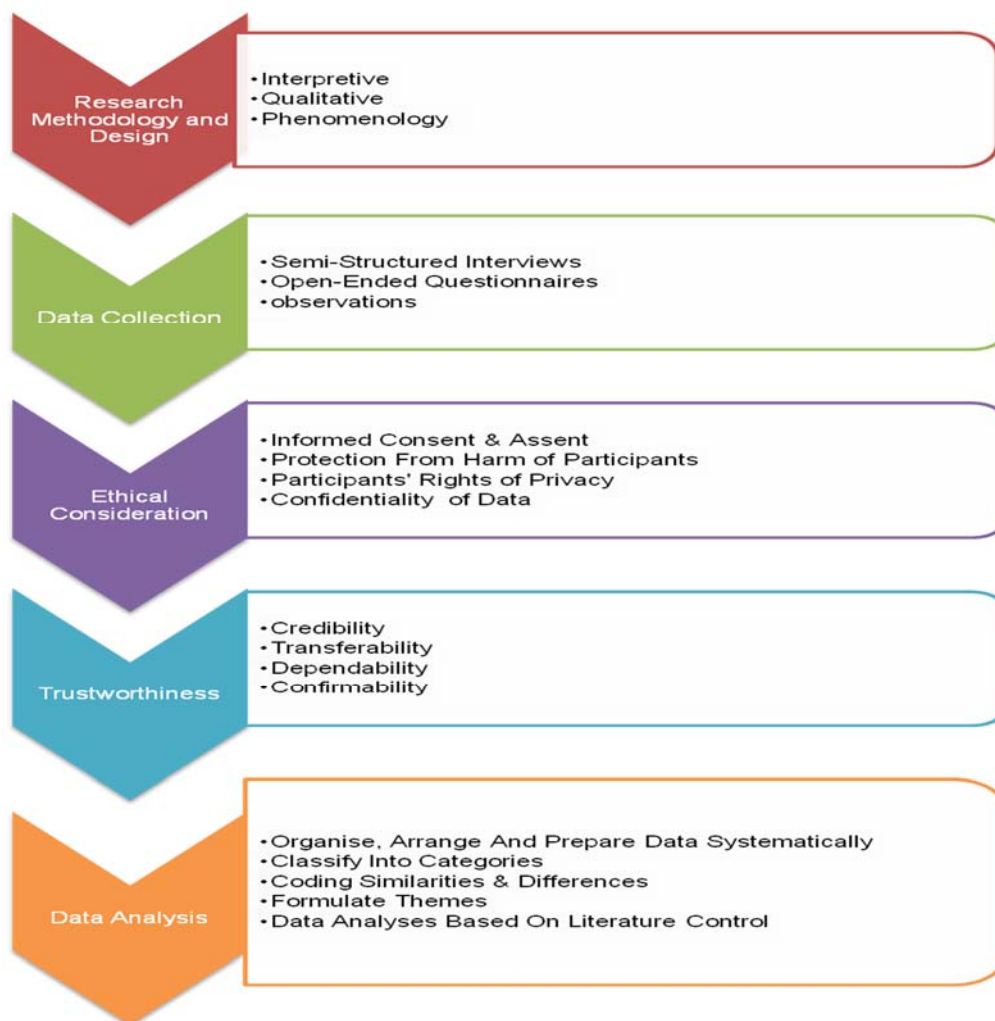 Research
Methodology and
Design
•Interpretive
•Qualitative
•Phenomenology
Data Collection
•Semi-Structured Interviews
•Open-Ended Questionnaires
•observations
Ethical
Consideration
•Informed Consent & Assent
•Protection From Harm of Participants
•Participants' Rights of Privacy
•Confidentiality of Data
Trustworthiness
•Credibility
•Transferability
•Dependability
•Confirmability
Data Analysis
•Organise, Arrange And Prepare Data Systematically
•Classify Into Categories
•Coding Similarities & Differences
•Formulate Themes
•Data Analyses Based On Literature Control